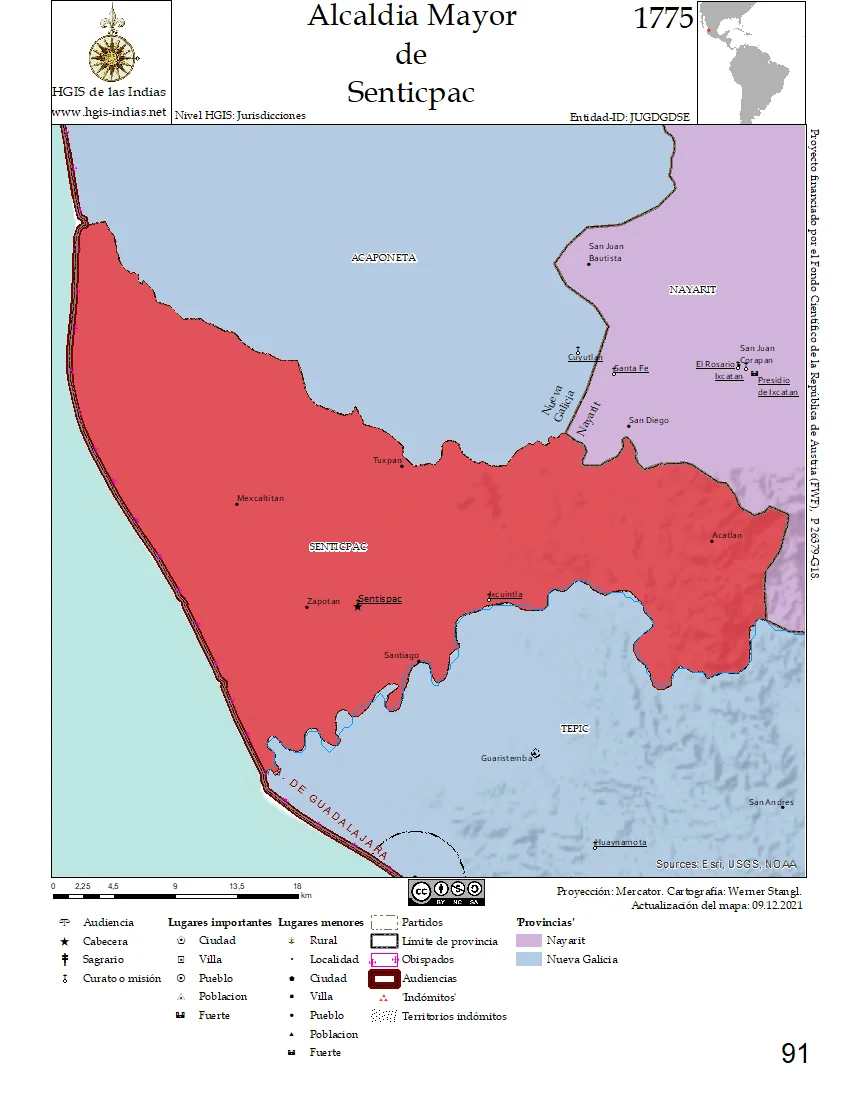 Alcaldia Mayor
de
Senticpac
1775
HGIS de las Indias
www.hgis-indias.net
Nivel HGIS: Jurisdicciones
Entidad-ID: JUGDGDSE
Proyecto financiado por el Fondo Científico de la República de Austria (FWF), P 26379-G18.
ACAPONETA
San Juan
Bautista
NAYARIT
Cuyutlan
Santa Fe
San Juan
Corapan
El Rosario
Ixcatan
Presidio
de Ixcatan
Nueva
Galicia
Nayarit
San Diego
Tuxpan
Mexcaltitan
Acatlan
SENTICPAC
Zapotan
Sentispac
Ixcuintla
Santiago
TEPIC
Guaristemba
San Andres
Huaynamota
A. DE GUADALAJARA
Sources: Esri, USGS, NOAA
0 2,25 4,5 9 13,5 18
km
cc BY NC SA
Proyección: Mercator. Cartografía: Werner Stangl.
Actualización del mapa: 09.12.2021
Audiencia
Cabecera
Sagrario
Curato o misión
Lugares importantes
Ciudad
Villa
Pueblo
Poblacion
Fuerte
Lugares menores
Rural
Localidad
Ciudad
Villa
Pueblo
Poblacion
Fuerte
Partidos
Límite de provincia
Obispados
Audiencias
'Indómitos'
Territorios indómitos
'Provincias'
Nayarit
Nueva Galicia
91